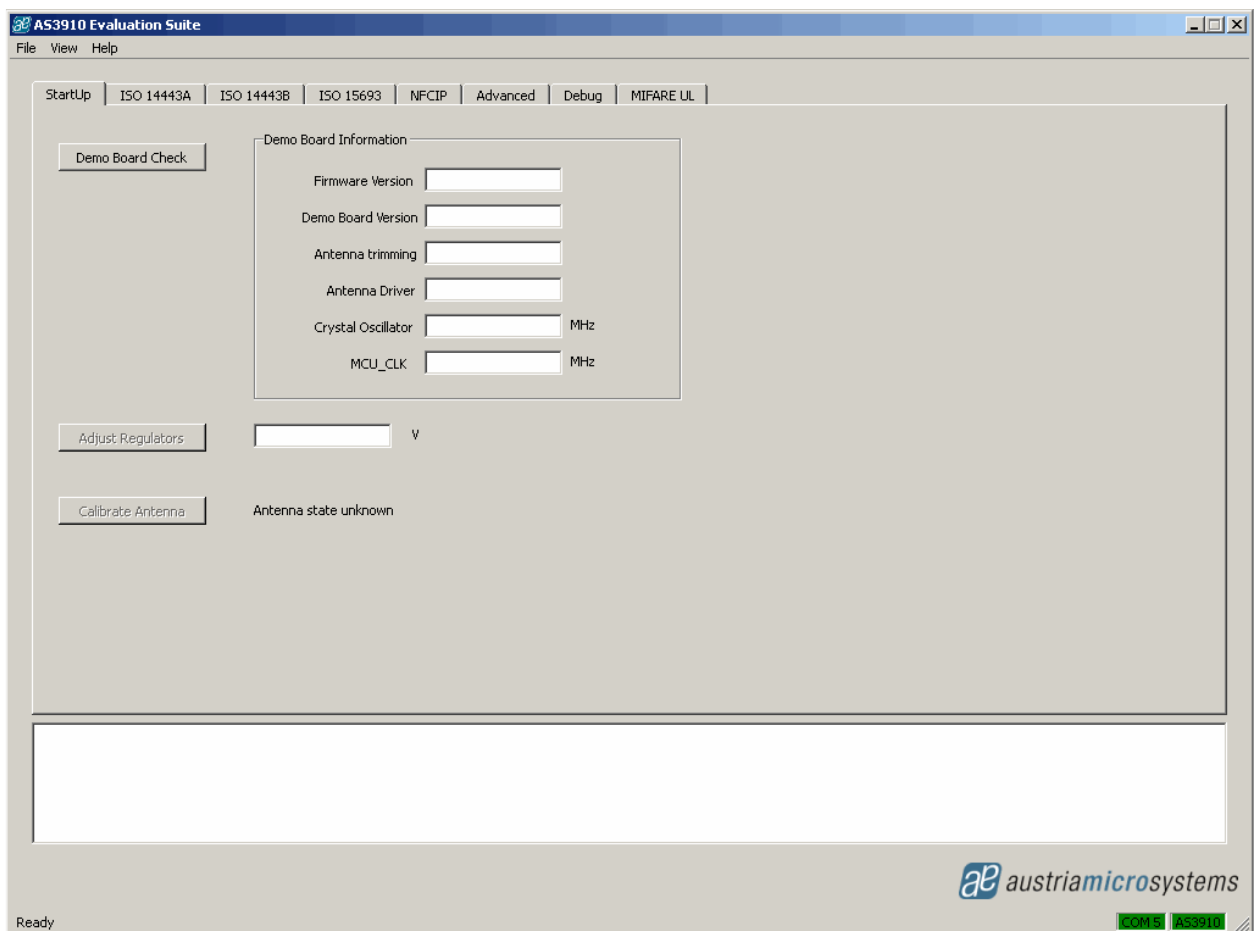 AS3910 Evaluation Suite
File View Help
StartUp ISO 14443A ISO 14443B ISO 15693 NFCIP Advanced Debug MIFARE UL
Demo Board Check
Demo Board Information
Firmware Version
Demo Board Version
Antenna trimming
Antenna Driver
Crystal Oscillator MHz
MCU_CLK MHz
Adjust Regulators V
Calibrate Antenna Antenna state unknown
austriamicrosystems
Ready COM 5 AS3910